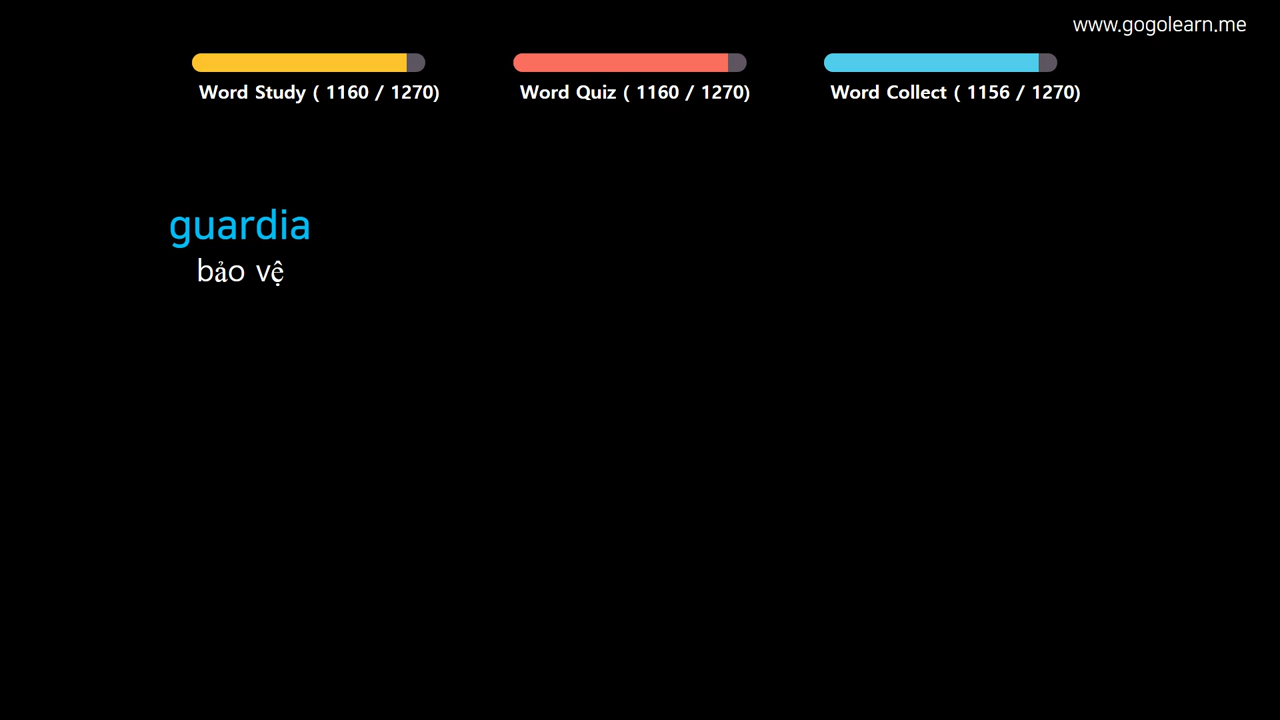 www.gogolearn.me
Word Study ( 1160 / 1270)
Word Quiz ( 1160 / 1270)
Word Collect ( 1156 / 1270)
guardia
bảo vệ